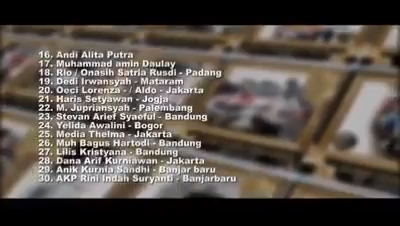 16. Andi Alita Putra
17. Muhammad amin Daulay
18. Rio / Onasih Satria Rusdi - Padang
19. Dedi Irwansyah - Mataram
20. Oeci Lorenza - / Aldo - Jakarta
21. Haris Setyawan - Jogja
22. M. Jupriansyah - Palembang
23. Stevan Arief Syaeful - Bandung
24. Yelida Awalini - Bogor
25. Media Thelma - Jakarta
26. Muh Bagus Hartodi - Bandung
27. Lilis Kristyana - Bandung
28. Dana Arif Kurniawan - Jakarta
29. Anik Kurnia Sandhi - Banjar baru
30. AKP Rini Indah Suryanti - Banjarbaru